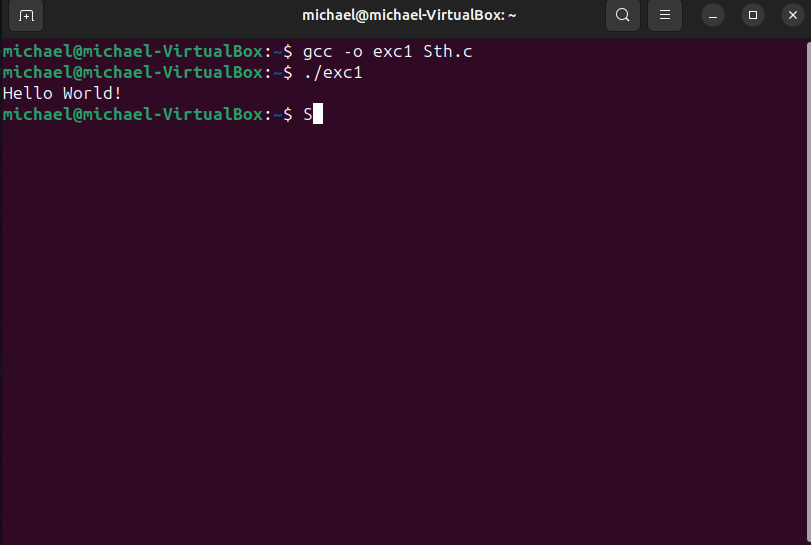 michael@michael-VirtualBox: ~
michael@michael-VirtualBox:~$ gcc -o exc1 Sth.c
michael@michael-VirtualBox:~$ ./exc1
Hello World!
michael@michael-VirtualBox:~$ S